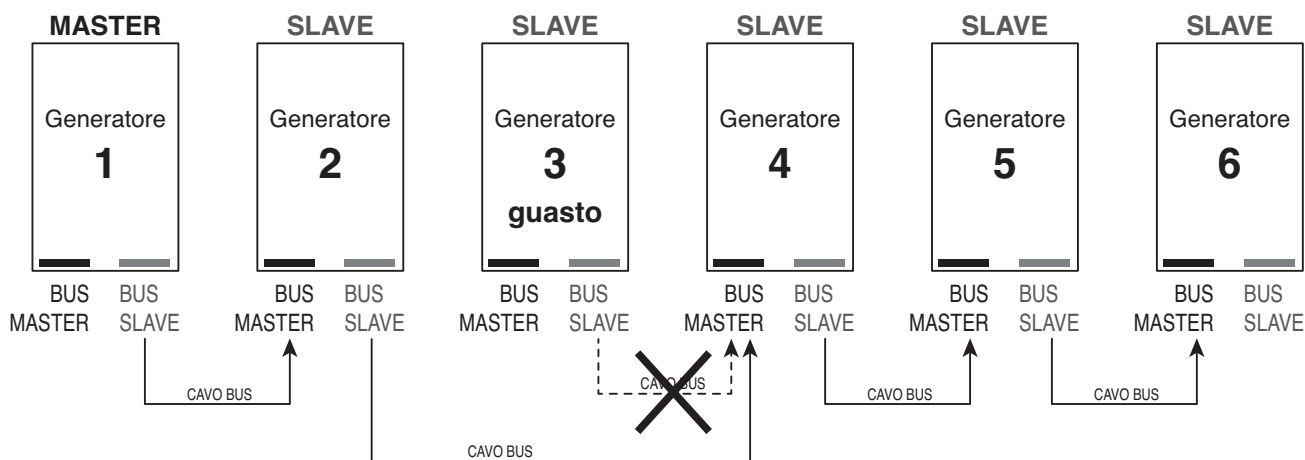 MASTER SLAVE SLAVE SLAVE SLAVE SLAVE
Generatore Generatore Generatore Generatore Generatore Generatore
1 2 3 4 5 6
guasto
BUS BUS BUS BUS BUS BUS BUS BUS BUS BUS BUS BUS
MASTER SLAVE MASTER SLAVE MASTER SLAVE MASTER SLAVE MASTER SLAVE MASTER SLAVE
CAVO BUS
CAVO BUS CAVO BUS CAVO BUS
CAVO BUS